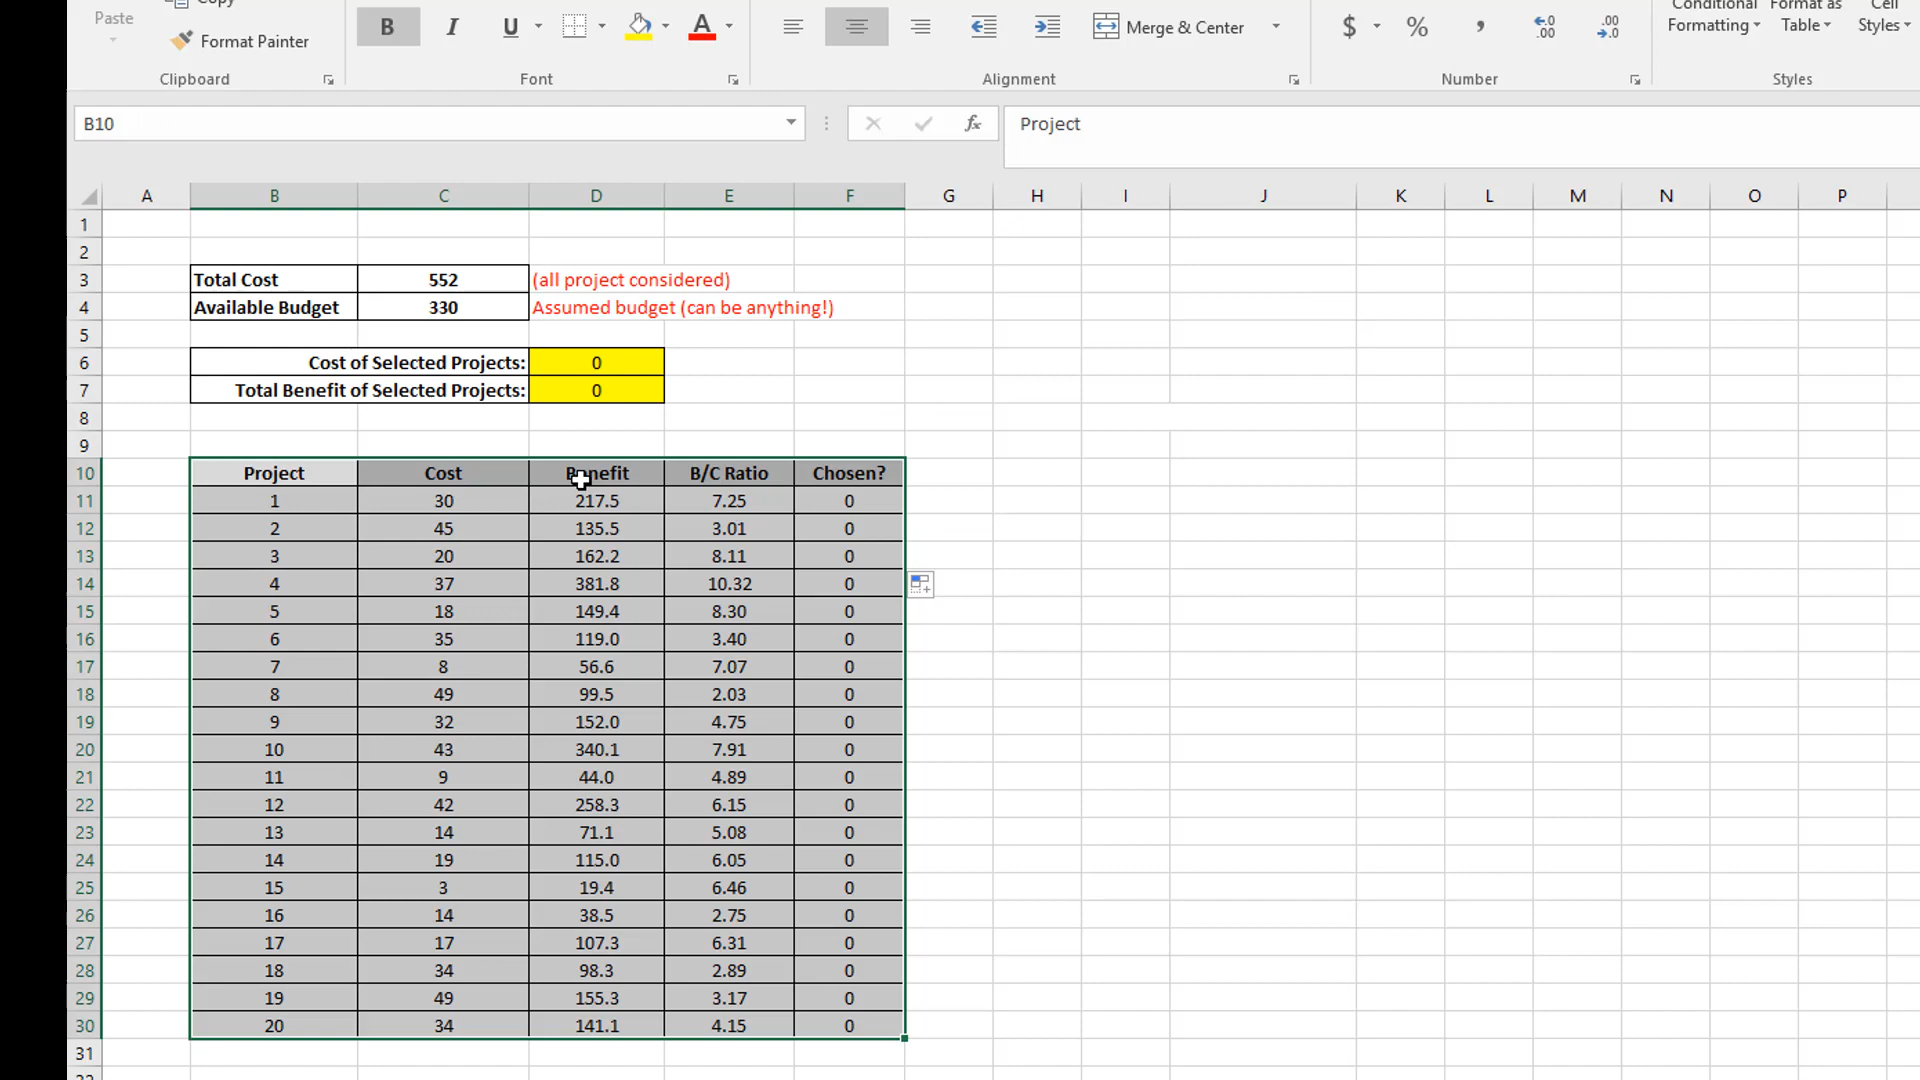 Paste
Copy
Format Painter
Clipboard
B I U A
Font
Merge & Center
Alignment
$ % ,
Number
Conditional Formatting
Format as Table
Cell Styles
Styles
B10 fx Project
A B C D E F G H I J K L M N O P
1
2
3 Total Cost 552 (all project considered)
4 Available Budget 330 Assumed budget (can be anything!)
5
6 Cost of Selected Projects: 0
7 Total Benefit of Selected Projects: 0
8
9
10 Project Cost Benefit B/C Ratio Chosen?
11 1 30 217.5 7.25 0
12 2 45 135.5 3.01 0
13 3 20 162.2 8.11 0
14 4 37 381.8 10.32 0
15 5 18 149.4 8.30 0
16 6 35 119.0 3.40 0
17 7 8 56.6 7.07 0
18 8 49 99.5 2.03 0
19 9 32 152.0 4.75 0
20 10 43 340.1 7.91 0
21 11 9 44.0 4.89 0
22 12 42 258.3 6.15 0
23 13 14 71.1 5.08 0
24 14 19 115.0 6.05 0
25 15 3 19.4 6.46 0
26 16 14 38.5 2.75 0
27 17 17 107.3 6.31 0
28 18 34 98.3 2.89 0
29 19 49 155.3 3.17 0
30 20 34 141.1 4.15 0
31